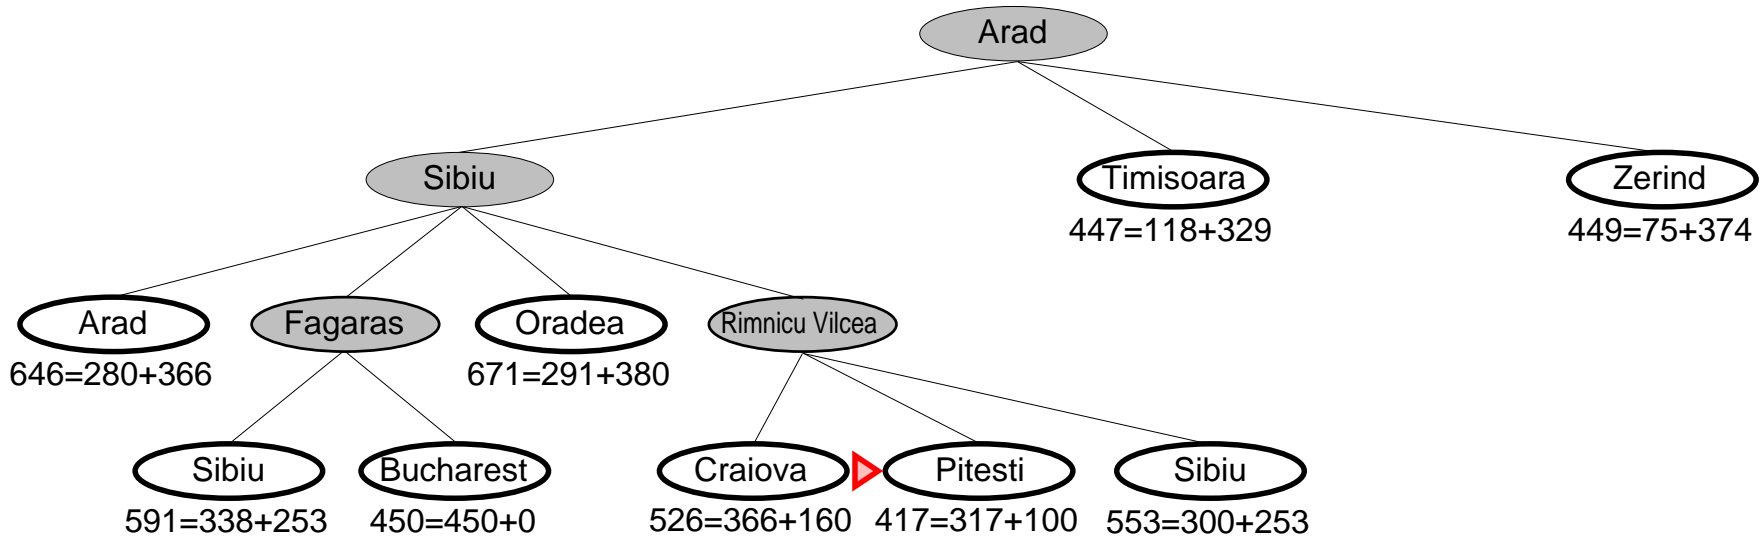 Arad
Sibiu
Timisoara
Zerind
447=118+329
449=75+374
Arad
Fagaras
Oradea
Rimnicu Vilcea
646=280+366
671=291+380
Sibiu
Bucharest
Craiova
Pitesti
Sibiu
591=338+253
450=450+0
526=366+160
417=317+100
553=300+253